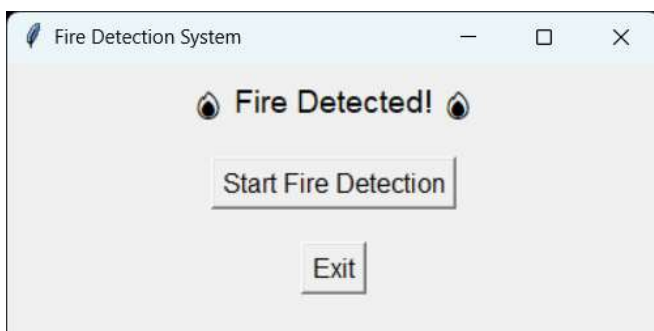 Fire Detection System
🔥 Fire Detected! 🔥
Start Fire Detection
Exit